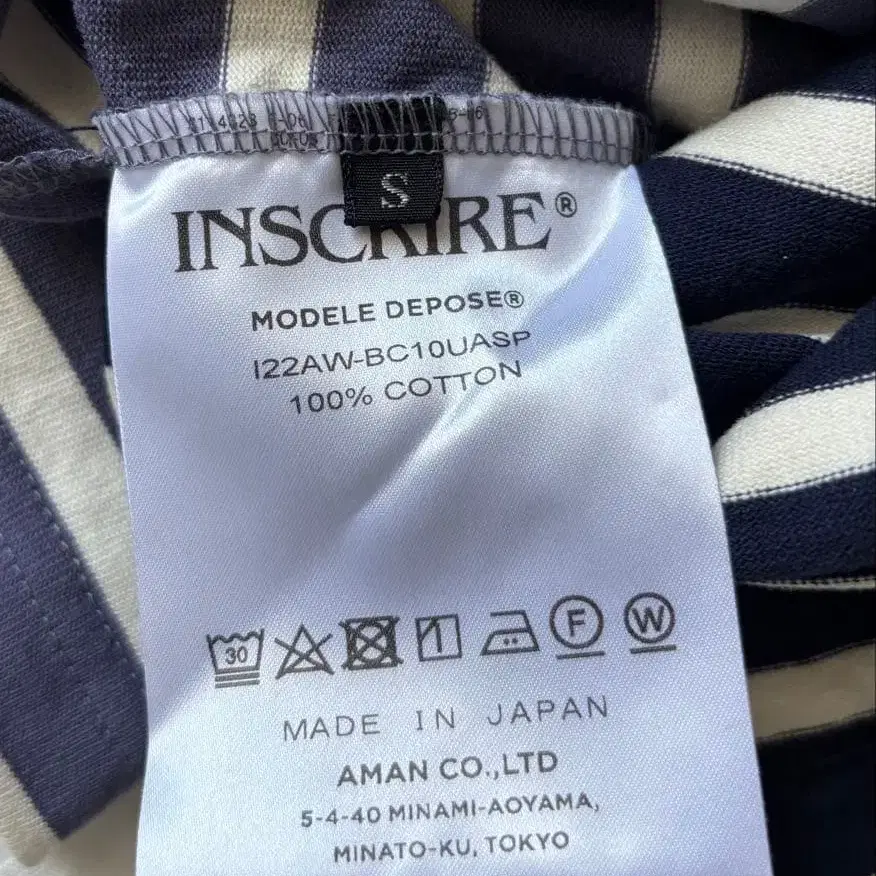 S
INSCRIRE®
MODELE DEPOSE®
I22AW-BC10UASP
100% COTTON
30 F W
MADE IN JAPAN
AMAN CO.,LTD
5-4-40 MINAMI-AOYAMA,
MINATO-KU, TOKYO